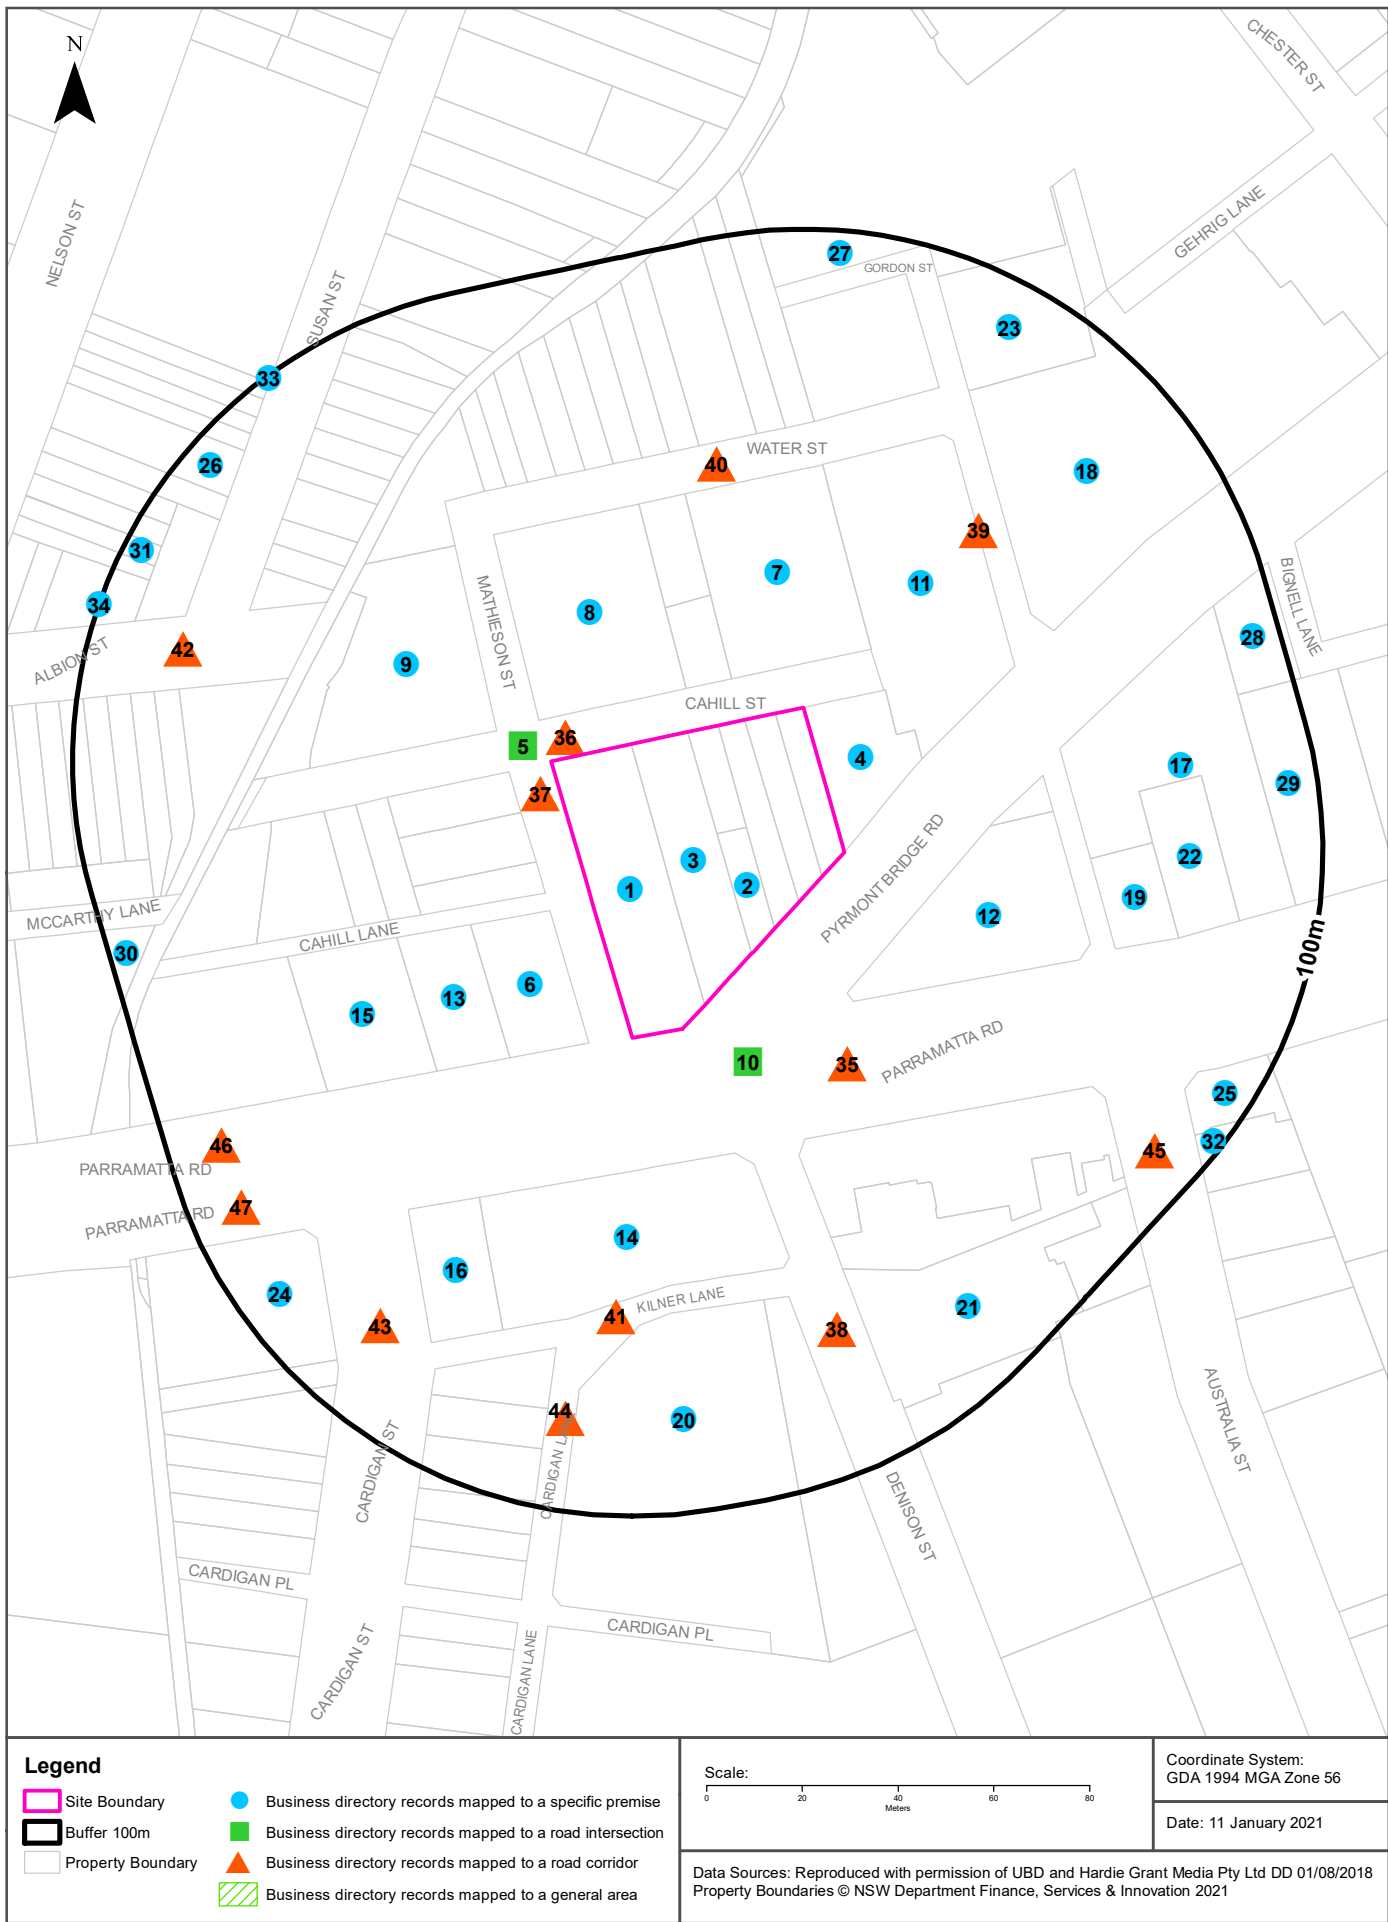 N
CHESTER ST
NELSON ST
GEHRIG LANE
27
GORDON ST
SUSAN ST
23
33
WATER ST
40
26
18
39
31
7
11
BIGNELL LANE
MATHIESON ST
34
8
28
42
ALBION ST
9
CAHILL ST
36
5
4
17
37
29
PYRMONT BRIDGE RD
3
22
1
2
19
MCCARTHY LANE
12
CAHILL LANE
100m
30
6
13
15
PARRAMATTA RD
10
35
25
46
32
45
PARRAMATTA RD
47
PARRAMATTA RD
14
16
24
KILNER LANE
21
41
43
38
AUSTRALIA ST
44
20
CARDIGAN ST
CARDIGAN LANE
DENISON ST
CARDIGAN PL
CARDIGAN PL
CARDIGAN ST
CARDIGAN LANE
Legend
Site Boundary
Buffer 100m
Property Boundary
Business directory records mapped to a specific premise
Business directory records mapped to a road intersection
Business directory records mapped to a road corridor
Business directory records mapped to a general area
Scale:
0 20 40 60 80
Meters
Coordinate System:
GDA 1994 MGA Zone 56
Date: 11 January 2021
Data Sources: Reproduced with permission of UBD and Hardie Grant Media Pty Ltd DD 01/08/2018
Property Boundaries © NSW Department Finance, Services & Innovation 2021